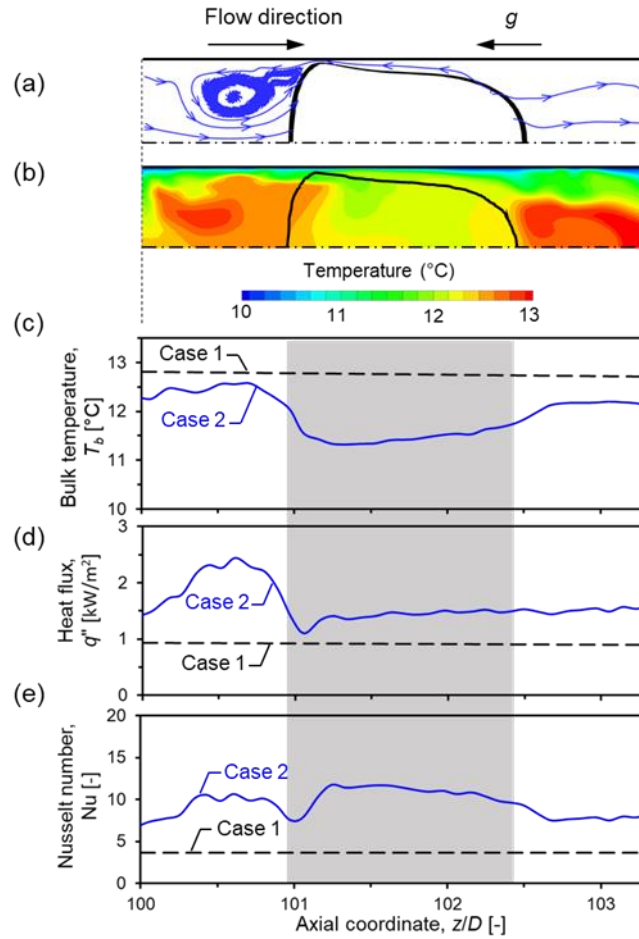 Flow direction g
(a)
(b)
Temperature (°C)
10 11 12 13
(c)
Bulk temperature,
T_b [°C]
13
12
11
10
Case 1
Case 2
(d)
Heat flux,
q" [kW/m²]
3
2
1
0
Case 2
Case 1
(e)
Nusselt number,
Nu [-]
20
15
10
5
0
Case 2
Case 1
100 101 102 103
Axial coordinate, z/D [-]